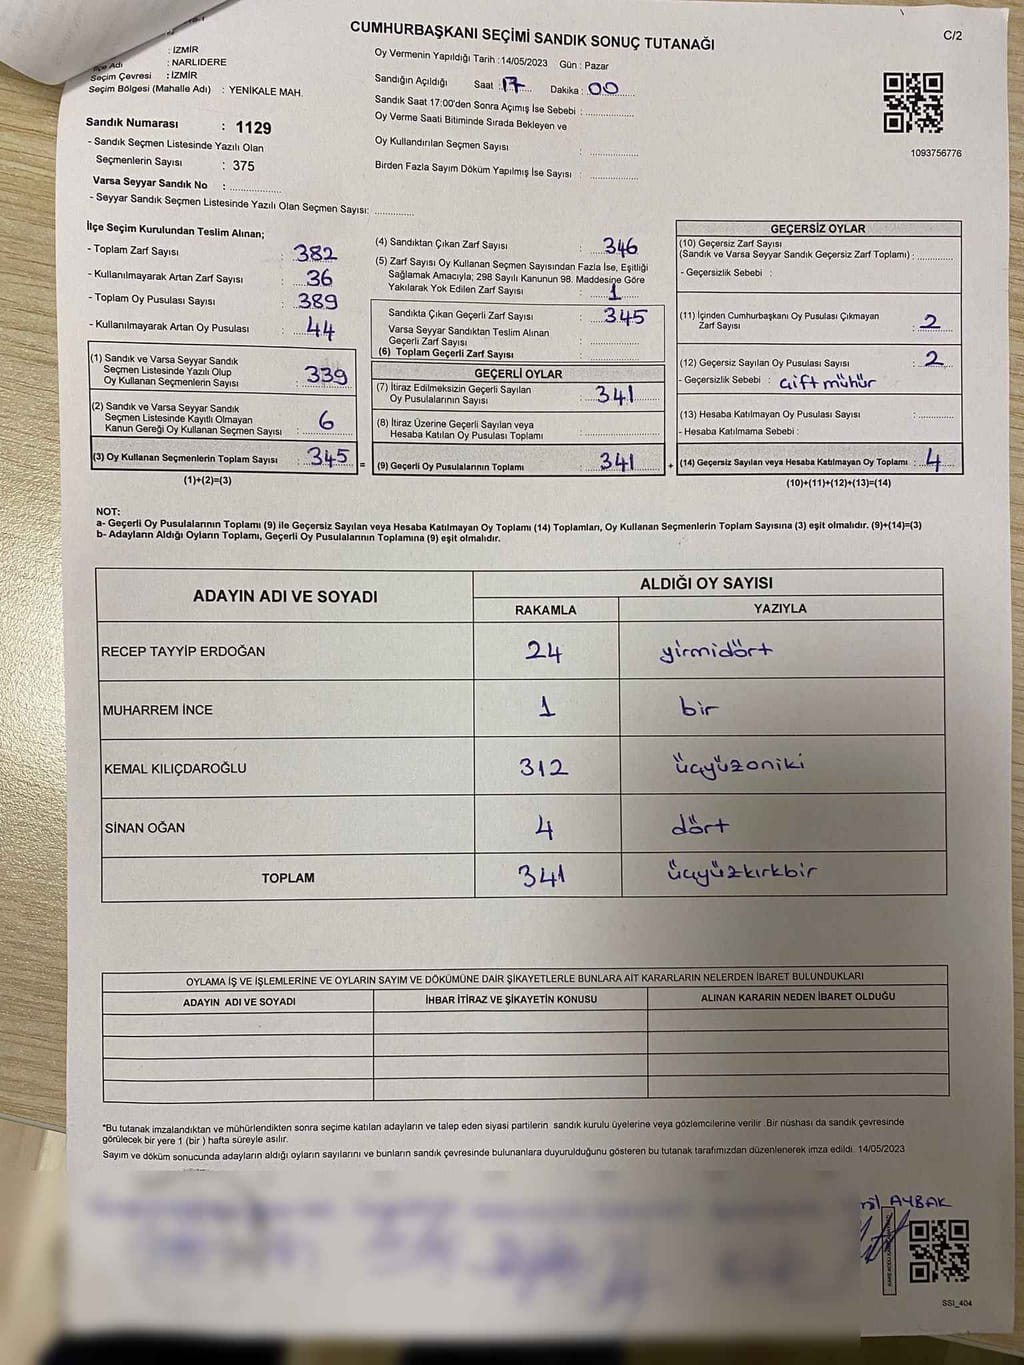 CUMHURBAŞKANI SEÇİMİ SANDIK SONUÇ TUTANAĞI
C/2
: İZMİR
İlçe Adı : NARLIDERE
Seçim Çevresi : İZMİR
Seçim Bölgesi (Mahalle Adı) : YENİKALE MAH.
Sandık Numarası : 1129
- Sandık Seçmen Listesinde Yazılı Olan
Seçmenlerin Sayısı : 375
Varsa Seyyar Sandık No : ..............
- Seyyar Sandık Seçmen Listesinde Yazılı Olan Seçmen Sayısı: ............
Oy Vermenin Yapıldığı Tarih : 14/05/2023 Gün : Pazar
Sandığın Açıldığı Saat : 17 Dakika : 00
Sandık Saat 17:00'den Sonra Açımış İse Sebebi : ..............
Oy Verme Saati Bitiminde Sırada Bekleyen ve
Oy Kullandırılan Seçmen Sayısı : ..............
Birden Fazla Sayım Döküm Yapılmış İse Sayısı : ..............
1093756776
İlçe Seçim Kurulundan Teslim Alınan;
- Toplam Zarf Sayısı : 382
- Kullanılmayarak Artan Zarf Sayısı : 36
- Toplam Oy Pusulası Sayısı : 389
- Kullanılmayarak Artan Oy Pusulası : 44
(1) Sandık ve Varsa Seyyar Sandık
Seçmen Listesinde Yazılı Olup
Oy Kullanan Seçmenlerin Sayısı : 339
(2) Sandık ve Varsa Seyyar Sandık
Seçmen Listesinde Kayıtlı Olmayan
Kanun Gereği Oy Kullanan Seçmen Sayısı : 6
(3) Oy Kullanan Seçmenlerin Toplam Sayısı : 345 =
(1)+(2)=(3)
(4) Sandıktan Çıkan Zarf Sayısı : 346
(5) Zarf Sayısı Oy Kullanan Seçmen Sayısından Fazla İse, Eşitliği
Sağlamak Amacıyla; 298 Sayılı Kanunun 98. Maddesine Göre
Yakılarak Yok Edilen Zarf Sayısı : 1
Sandıkta Çıkan Geçerli Zarf Sayısı : 345
Varsa Seyyar Sandıktan Teslim Alınan
Geçerli Zarf Sayısı : ..............
(6) Toplam Geçerli Zarf Sayısı : ..............
GEÇERLİ OYLAR
(7) İtiraz Edilmeksizin Geçerli Sayılan
Oy Pusulalarının Sayısı : 341
(8) İtiraz Üzerine Geçerli Sayılan veya
Hesaba Katılan Oy Pusulası Toplamı : ..............
(9) Geçerli Oy Pusulalarının Toplamı : 341 +
GEÇERSİZ OYLAR
(10) Geçersiz Zarf Sayısı
(Sandık ve Varsa Seyyar Sandık Geçersiz Zarf Toplamı) : ..........
- Geçersizlik Sebebi :
(11) İçinden Cumhurbaşkanı Oy Pusulası Çıkmayan
Zarf Sayısı : 2
(12) Geçersiz Sayılan Oy Pusulası Sayısı : 2
- Geçersizlik Sebebi : Çift mühür
(13) Hesaba Katılmayan Oy Pusulası Sayısı : ..........
- Hesaba Katılmama Sebebi :
(14) Geçersiz Sayılan veya Hesaba Katılmayan Oy Toplamı : 4
(10)+(11)+(12)+(13)=(14)
NOT:
a- Geçerli Oy Pusulalarının Toplamı (9) ile Geçersiz Sayılan veya Hesaba Katılmayan Oy Toplamı (14) Toplamları, Oy Kullanan Seçmenlerin Toplam Sayısına (3) eşit olmalıdır. (9)+(14)=(3)
b- Adayların Aldığı Oyların Toplamı, Geçerli Oy Pusulalarının Toplamına (9) eşit olmalıdır.
ADAYIN ADI VE SOYADI
ALDIĞI OY SAYISI
RAKAMLA YAZIYLA
RECEP TAYYİP ERDOĞAN 24 yirmidört
MUHARREM İNCE 1 bir
KEMAL KILIÇDAROĞLU 312 üçyüzoniki
SİNAN OĞAN 4 dört
TOPLAM 341 üçyüzkırkbir
OYLAMA İŞ VE İŞLEMLERİNE VE OYLARIN SAYIM VE DÖKÜMÜNE DAİR ŞİKAYETLERLE BUNLARA AİT KARARLARIN NELERDEN İBARET BULUNDUKLARI
ADAYIN ADI VE SOYADI İHBAR İTİRAZ VE ŞİKAYETİN KONUSU ALINAN KARARIN NEDEN İBARET OLDUĞU
*Bu tutanak imzalandıktan ve mühürlendikten sonra seçime katılan adayların ve talep eden siyasi partilerin sandık kurulu üyelerine veya gözlemcilerine verilir .Bir nüshası da sandık çevresinde
görülecek bir yere 1 (bir ) hafta süreyle asılır.
Sayım ve döküm sonucunda adayların aldığı oyların sayılarını ve bunların sandık çevresinde bulunanlara duyurulduğunu gösteren bu tutanak tarafımızdan düzenlenerek imza edildi. 14/05/2023
AYBAK
SSI_404